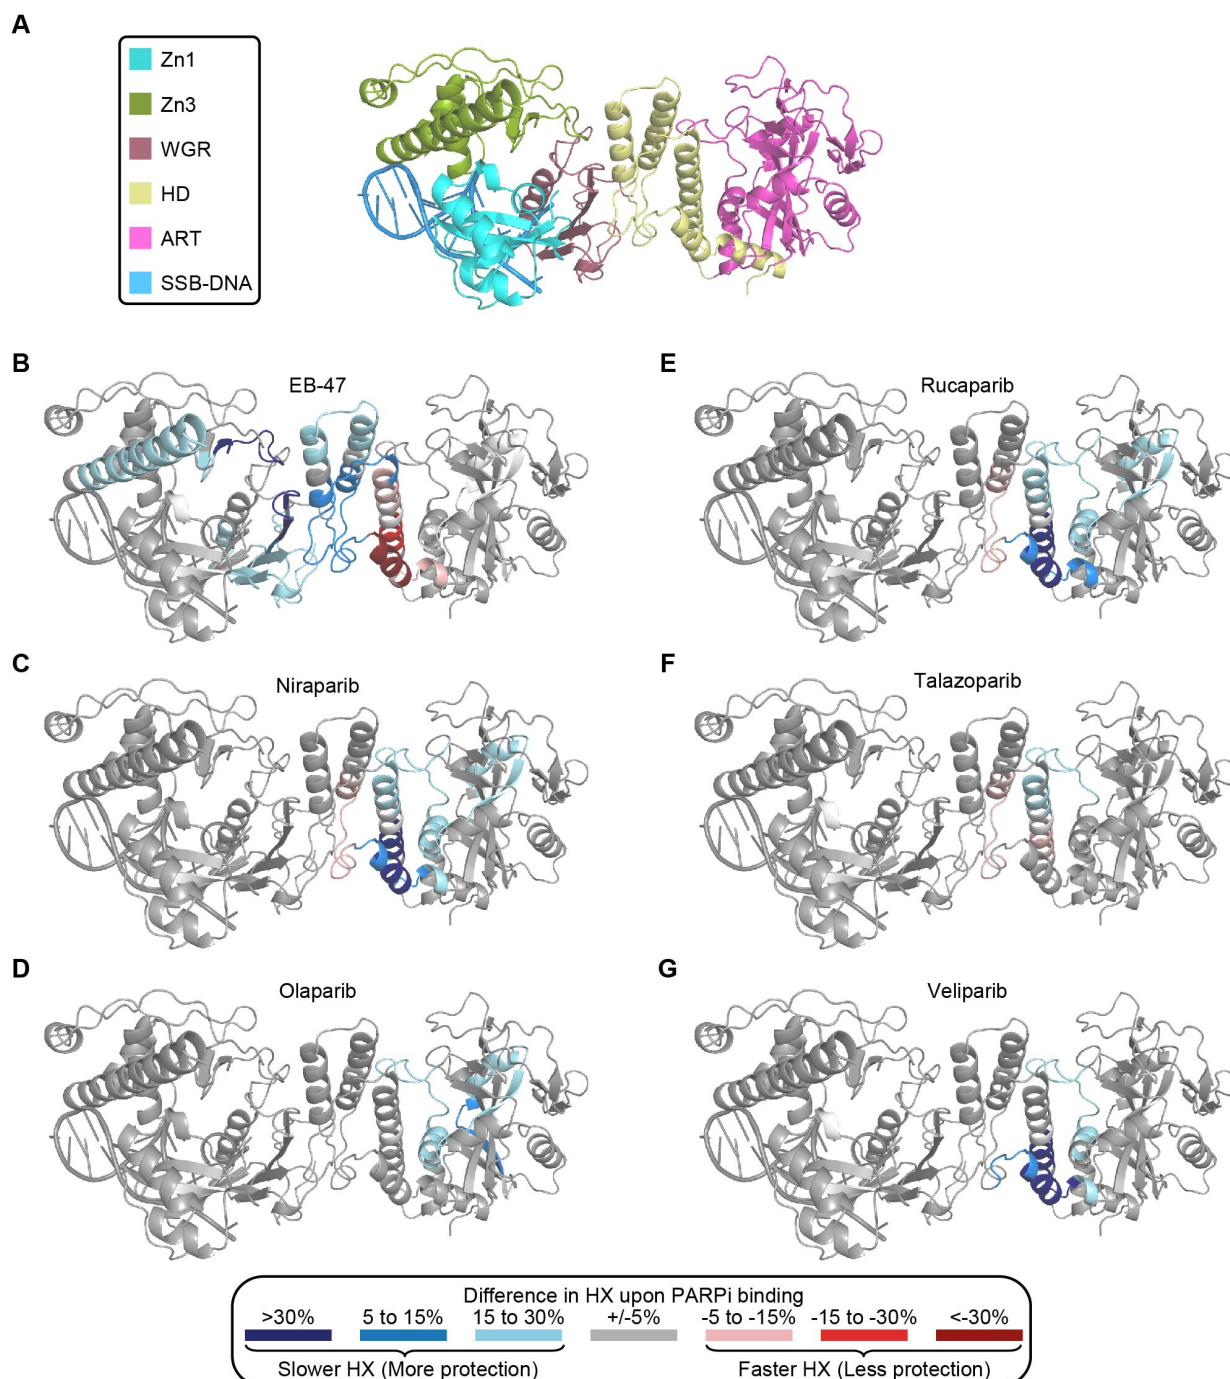 A
Zn1
Zn3
WGR
HD
ART
SSB-DNA
B
EB-47
E
Rucaparib
C
Niraparib
F
Talazoparib
D
Olaparib
G
Veliparib
Difference in HX upon PARPi binding
>30% 5 to 15% 15 to 30% +/-5% -5 to -15% -15 to -30% <-30%
Slower HX (More protection) Faster HX (Less protection)